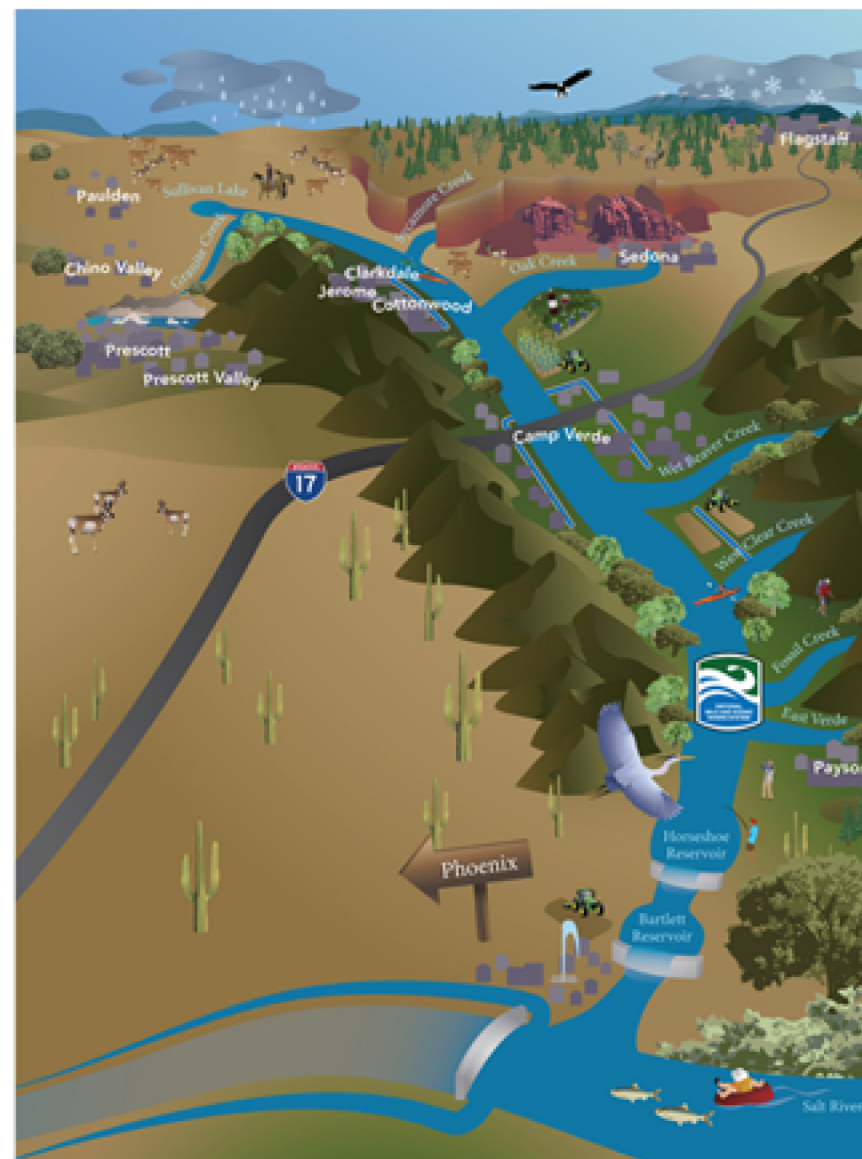 Flagstaff
Paulden
Sullivan Lake
Sycamore Creek
Granite Creek
Chino Valley
Clarkdale
Jerome
Cottonwood
Oak Creek
Sedona
Prescott
Prescott Valley
Camp Verde
17
Wet Beaver Creek
West Clear Creek
Fossil Creek
East Verde
Payso
Horseshoe
Reservoir
Phoenix
Bartlett
Reservoir
Salt River